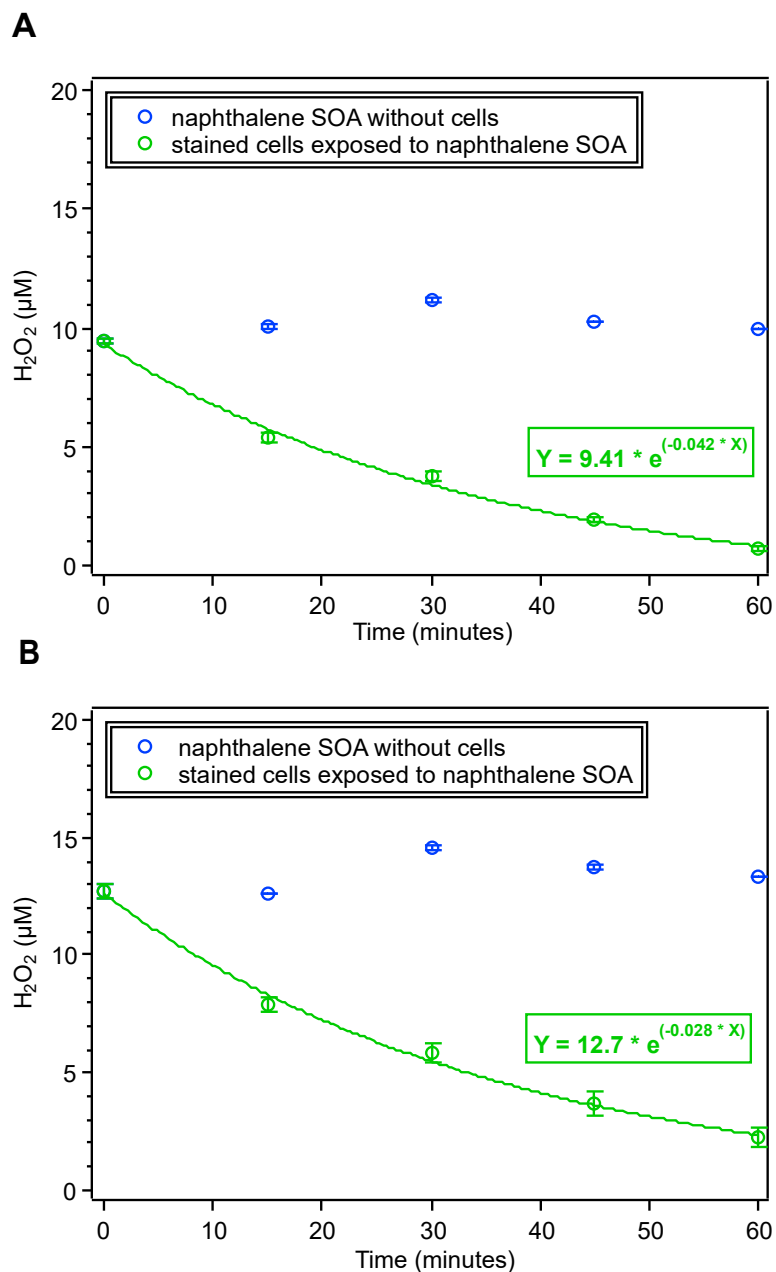 A
20
15
10
5
0
H₂O₂ (µM)
naphthalene SOA without cells
stained cells exposed to naphthalene SOA
Y = 9.41 * e^(-0.042 * X)
0 10 20 30 40 50 60
Time (minutes)
B
20
15
10
5
0
H₂O₂ (µM)
naphthalene SOA without cells
stained cells exposed to naphthalene SOA
Y = 12.7 * e^(-0.028 * X)
0 10 20 30 40 50 60
Time (minutes)